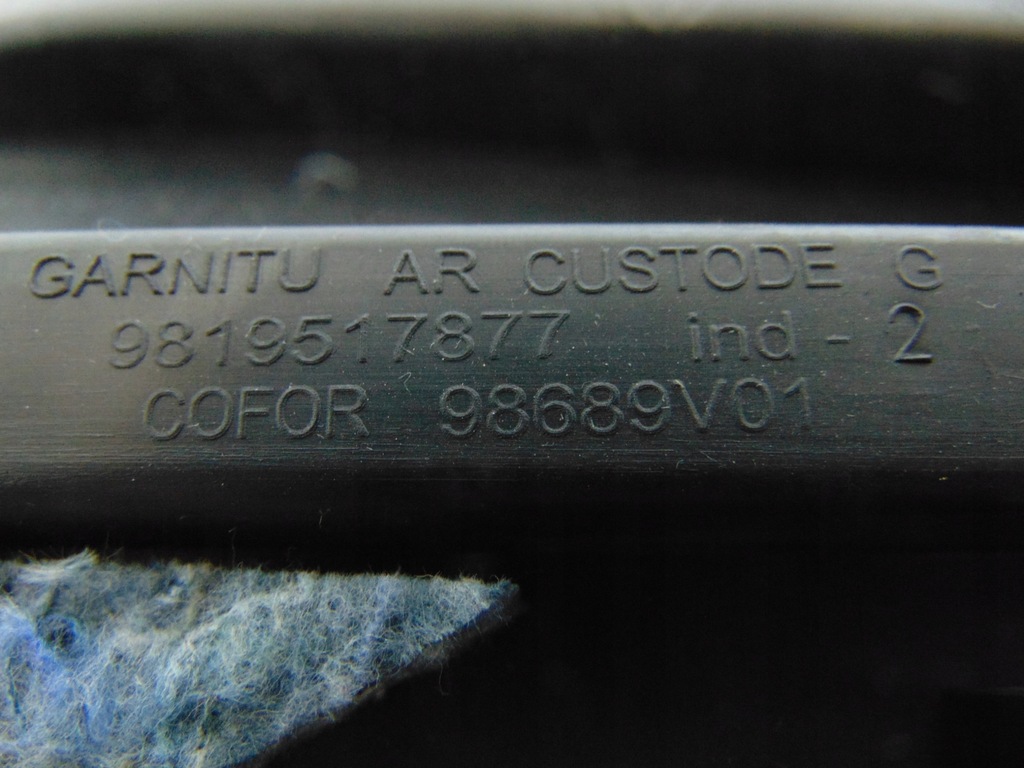 GARNITU AR CUSTODE G
9819517877 ind - 2
COFOR 98689V01